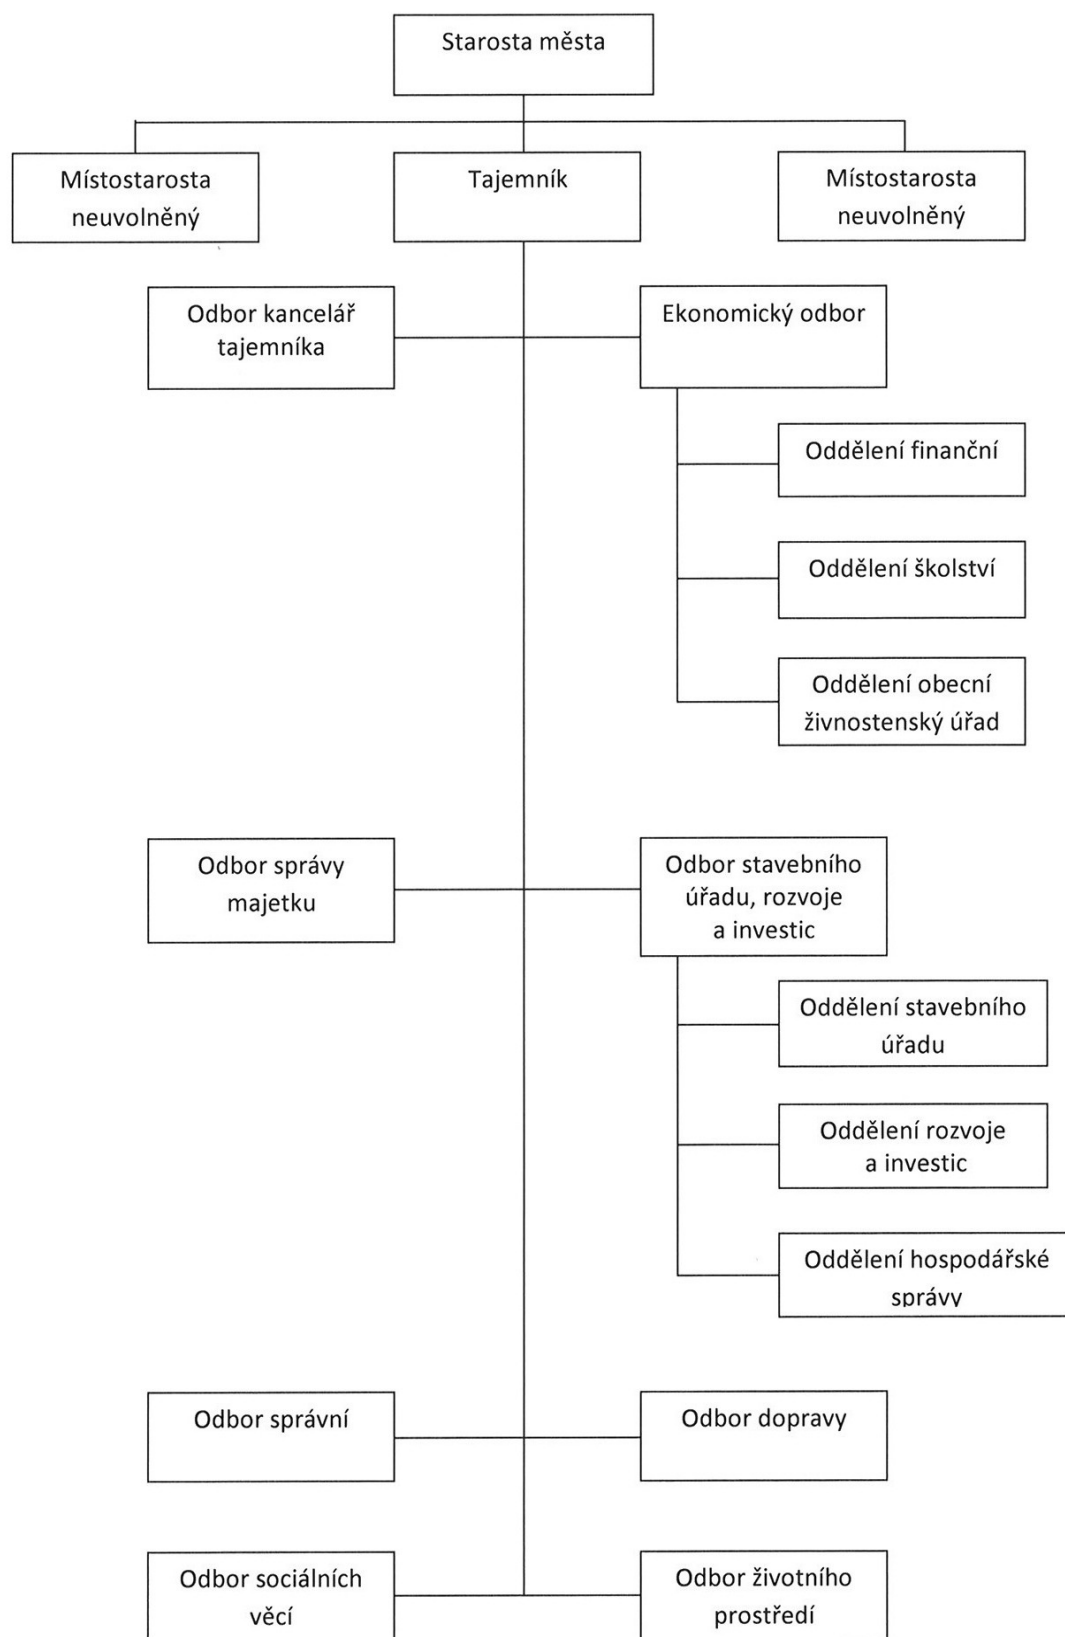 Starosta města
Místostarosta
neuvolněný
Tajemník
Místostarosta
neuvolněný
Odbor kancelář
tajemníka
Ekonomický odbor
Oddělení finanční
Oddělení školství
Oddělení obecní
živnostenský úřad
Odbor správy
majetku
Odbor stavebního
úřadu, rozvoje
a investic
Oddělení stavebního
úřadu
Oddělení rozvoje
a investic
Oddělení hospodářské
správy
Odbor správní
Odbor dopravy
Odbor sociálních
věcí
Odbor životního
prostředí